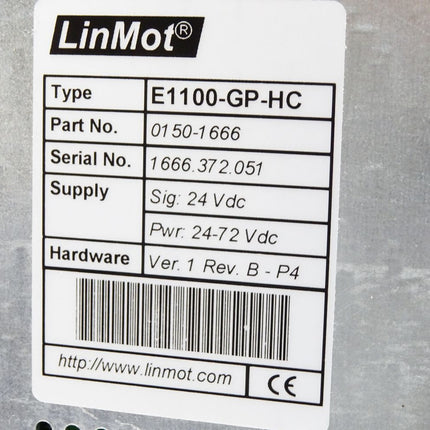 LinMot®
Type E1100-GP-HC
Part No. 0150-1666
Serial No. 1666.372.051
Supply Sig: 24 Vdc
Pwr: 24-72 Vdc
Hardware Ver. 1 Rev. B - P4
http://www.linmot.com CE